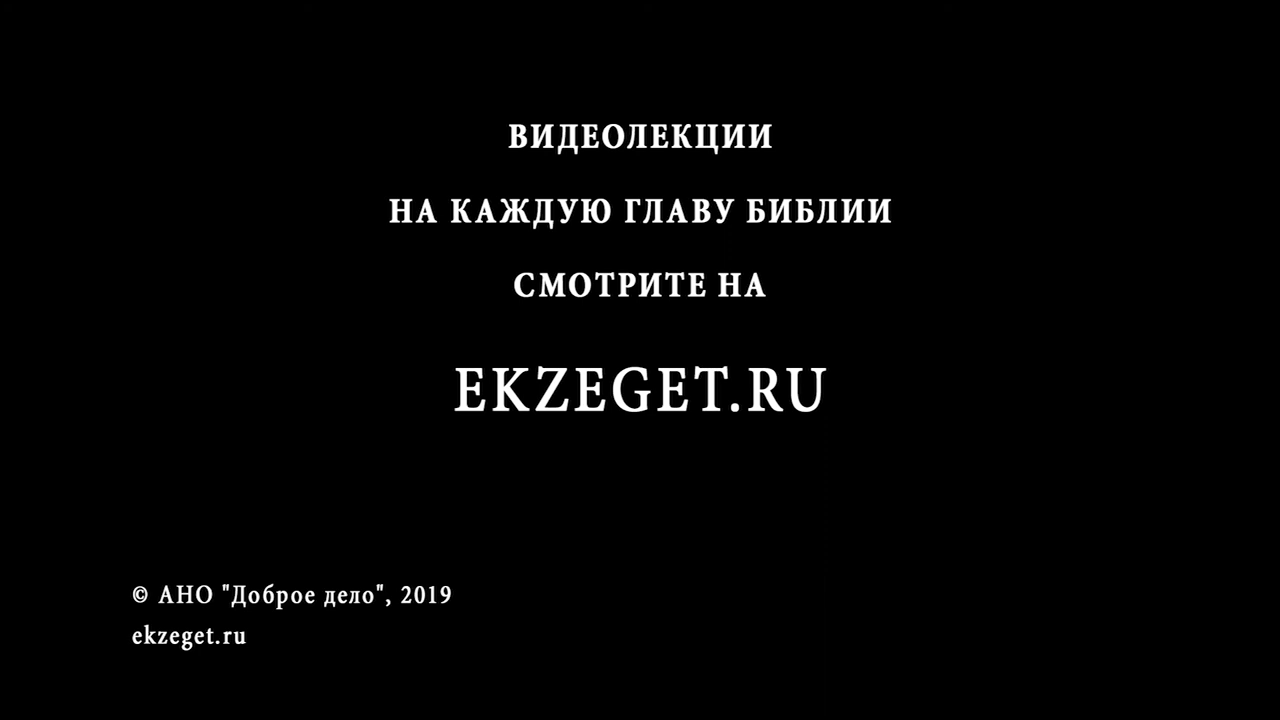 ВИДЕОЛЕКЦИИ
НА КАЖДУЮ ГЛАВУ БИБЛИИ
СМОТРИТЕ НА
EKZEGET.RU
© АНО "Доброе дело", 2019
ekzeget.ru